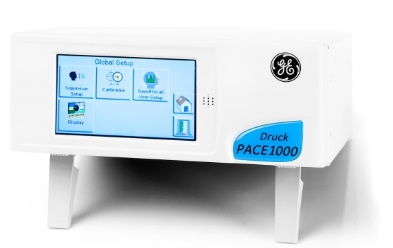 Global Setup
Supervisor
Setup
Calibration
Save/Recall
User Setup
Display
GE
Druck
PACE1000